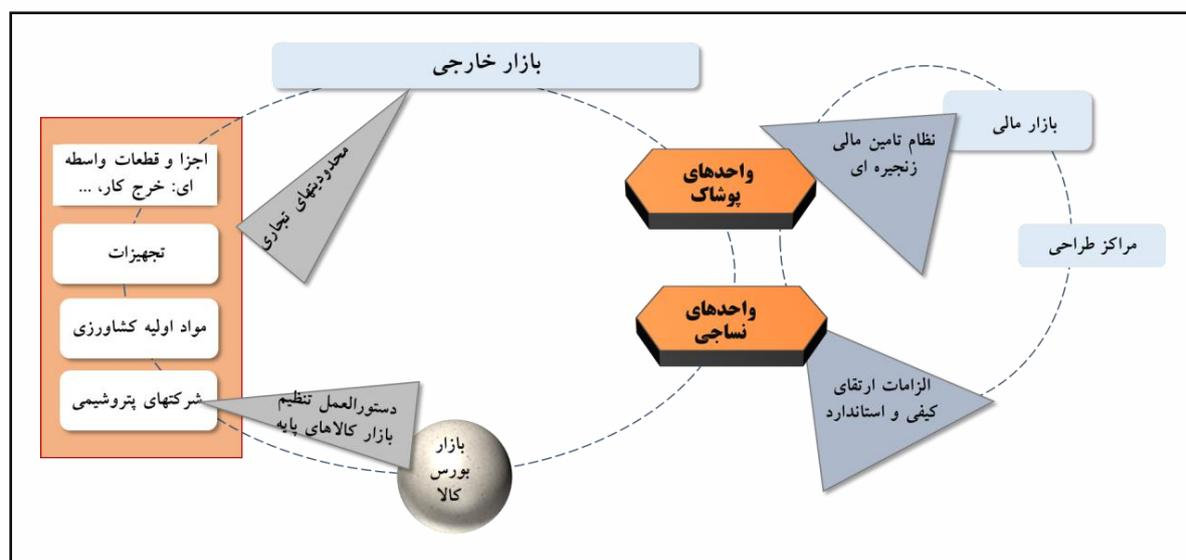 بازار خارجی
بازار مالی
نظام تامین مالی
زنجیره ای
واحدهای
پوشاک
محدودیتهای تجاری
اجزا و قطعات واسطه
ای: خرج کار، ...
تجهیزات
مراکز طراحی
واحدهای
نساجی
مواد اولیه کشاورزی
شرکتهای پتروشیمی
الزامات ارتقای
کیفی و استاندارد
دستورالعمل تنظیم
بازار کالاهای پایه
بازار
بورس
کالا